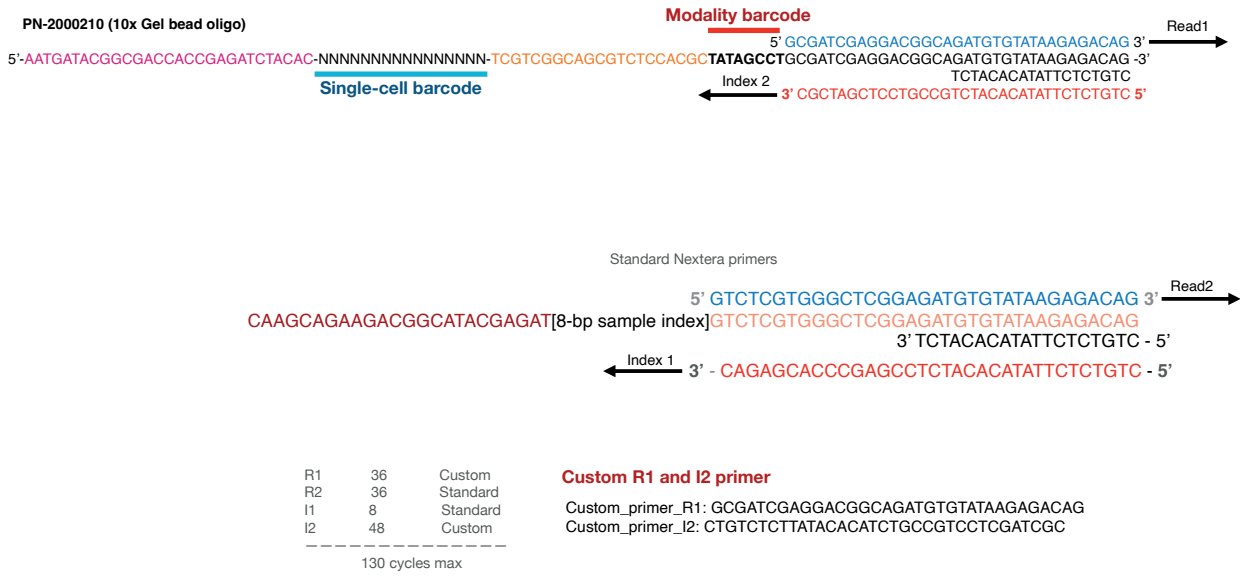 Modality barcode
PN-2000210 (10x Gel bead oligo)
Read1
5' GCGATCGAGGACGGCAGATGTGTATAAGAGACAG 3'
5'-AATGATACGGCGACCACCGAGATCTACAC-NNNNNNNNNNNNNNNN-TCGTCGGCAGCGTCTCCACGCTATAGCCTGCGATCGAGGACGGCAGATGTGTATAAGAGACAG -3'
TCTACACATATTCTCTGTC
Single-cell barcode
Index 2
3' CGCTAGCTCCTGCCGTCTACACATATTCTCTGTC 5'
Standard Nextera primers
Read2
5' GTCTCGTGGGCTCGGAGATGTGTATAAGAGACAG 3'
CAAGCAGAAGACGGCATACGAGAT[8-bp sample index]GTCTCGTGGGCTCGGAGATGTGTATAAGAGACAG
3' TCTACACATATTCTCTGTC - 5'
Index 1
3' - CAGAGCACCCGAGCCTCTACACATATTCTCTGTC - 5'
R1 36 Custom
R2 36 Standard
I1 8 Standard
I2 48 Custom
130 cycles max
Custom R1 and I2 primer
Custom_primer_R1: GCGATCGAGGACGGCAGATGTGTATAAGAGACAG
Custom_primer_I2: CTGTCTCTTATACACATCTGCCGTCCTCGATCGC